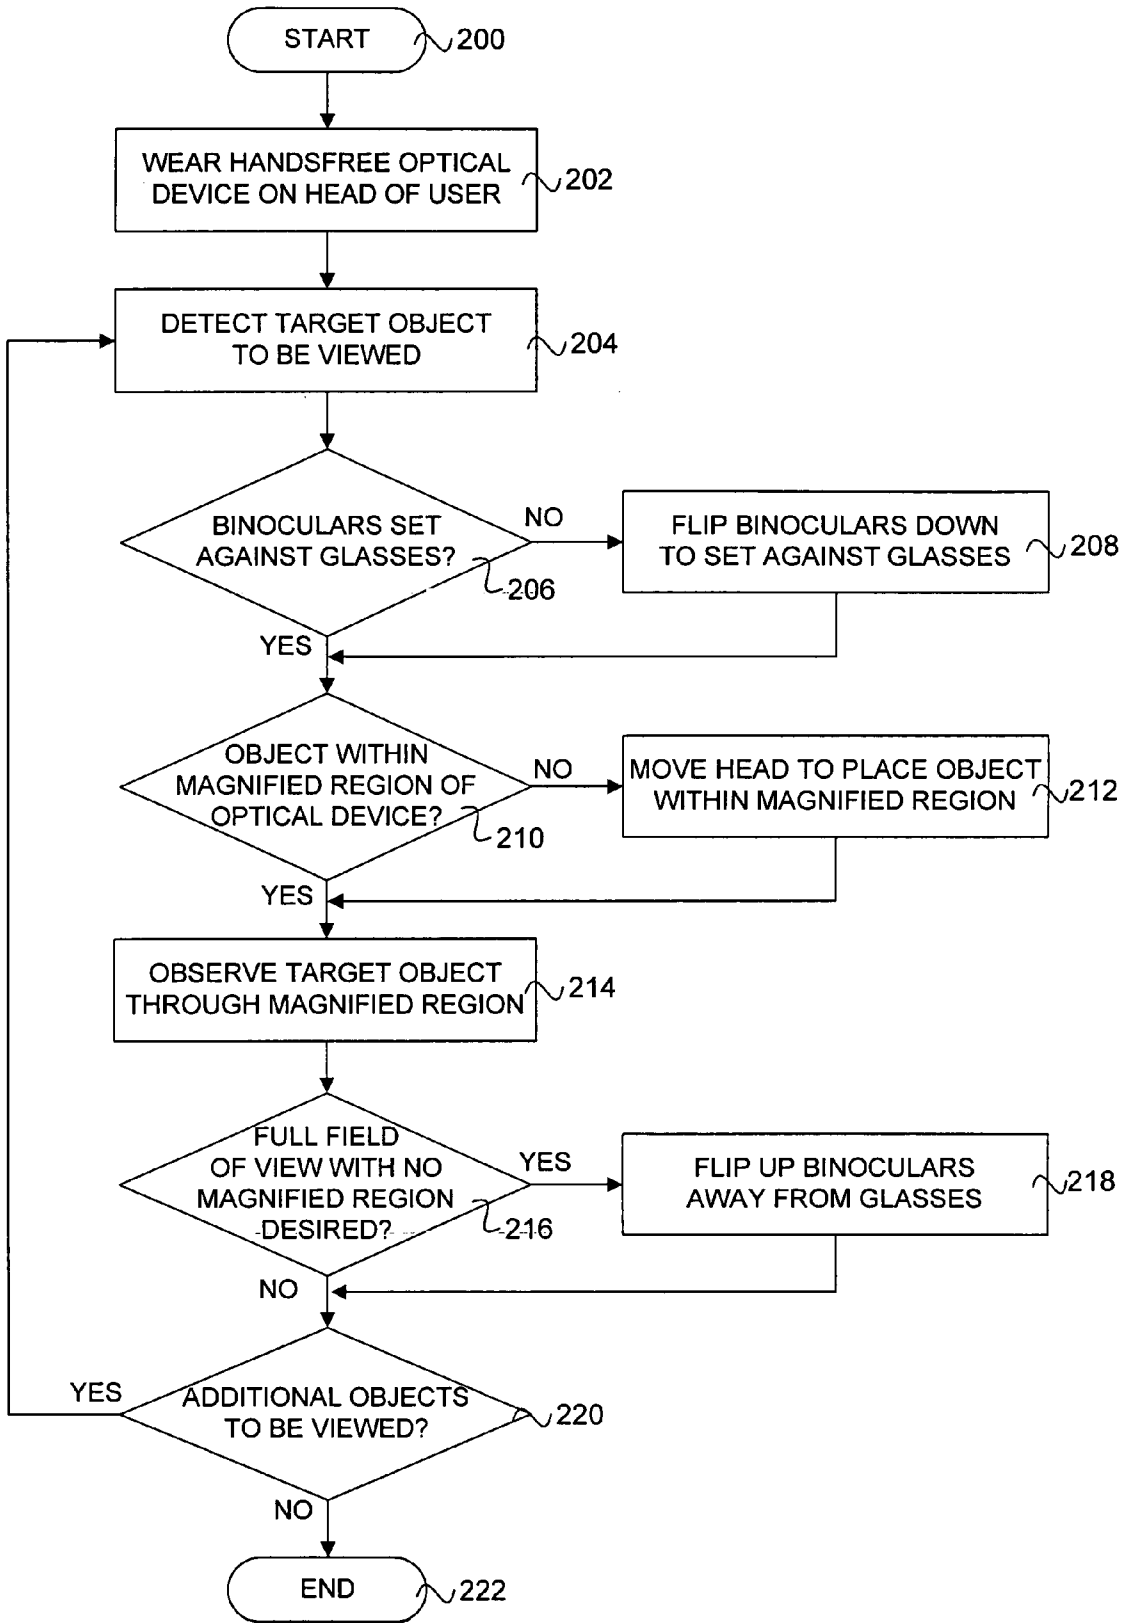 START
200
WEAR HANDSFREE OPTICAL
DEVICE ON HEAD OF USER
202
DETECT TARGET OBJECT
TO BE VIEWED
204
BINOCULARS SET
AGAINST GLASSES?
206
NO
FLIP BINOCULARS DOWN
TO SET AGAINST GLASSES
208
YES
OBJECT WITHIN
MAGNIFIED REGION OF
OPTICAL DEVICE?
210
NO
MOVE HEAD TO PLACE OBJECT
WITHIN MAGNIFIED REGION
212
YES
OBSERVE TARGET OBJECT
THROUGH MAGNIFIED REGION
214
FULL FIELD
OF VIEW WITH NO
MAGNIFIED REGION
DESIRED?
216
YES
FLIP UP BINOCULARS
AWAY FROM GLASSES
218
NO
YES
ADDITIONAL OBJECTS
TO BE VIEWED?
220
NO
END
222